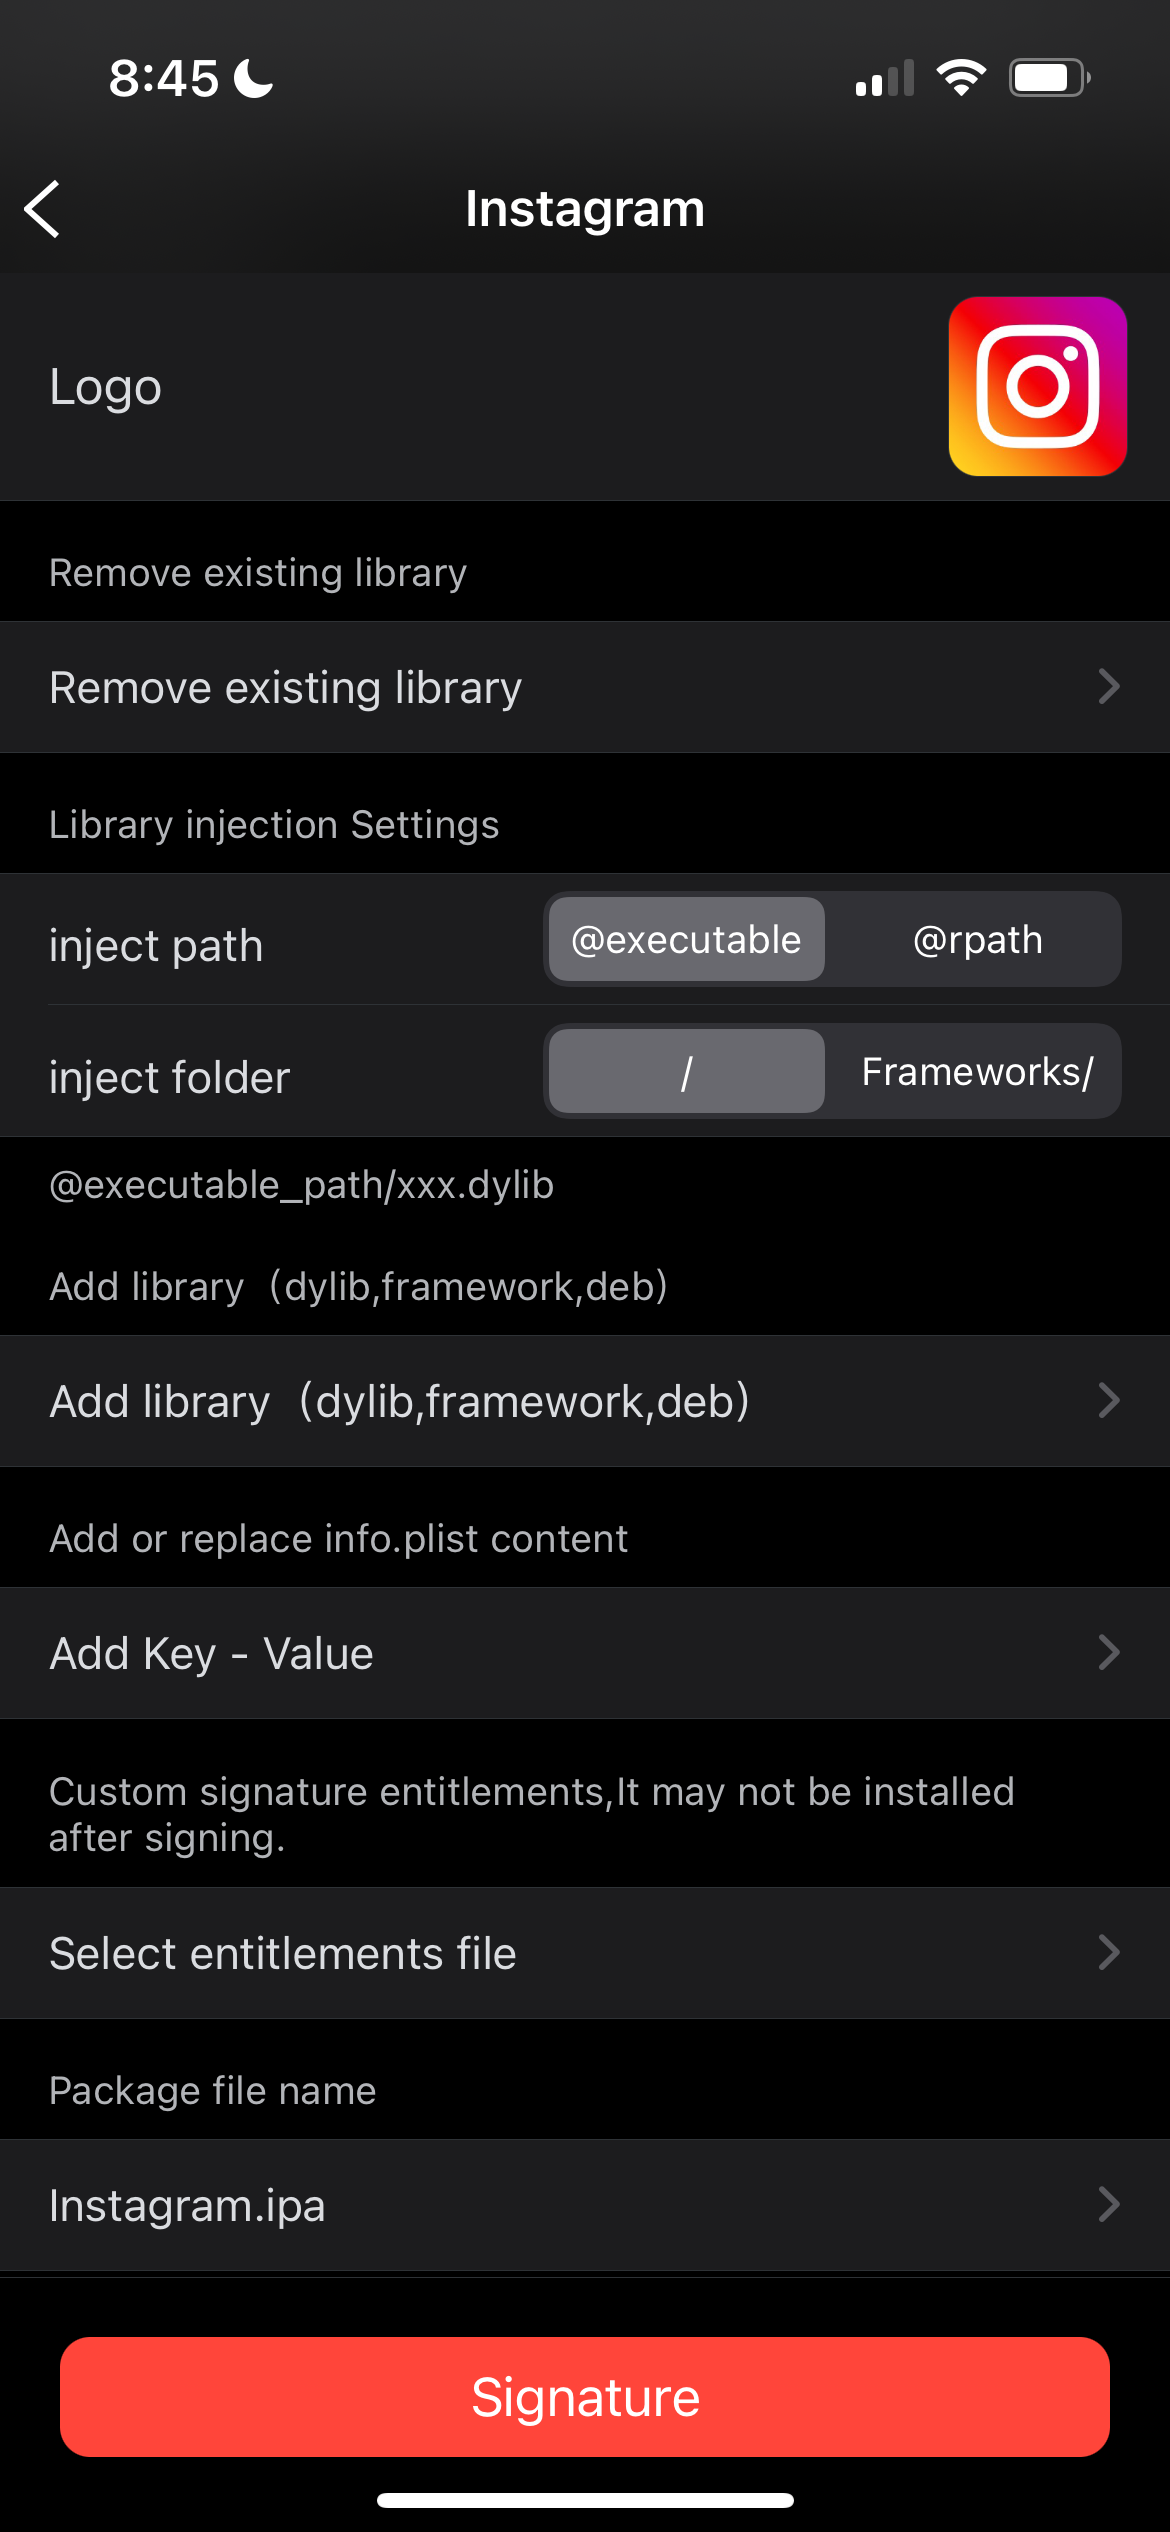 8:45
Instagram
Logo
Remove existing library
Remove existing library
Library injection Settings
inject path @executable @rpath
inject folder / Frameworks/
@executable_path/xxx.dylib
Add library（dylib,framework,deb）
Add library（dylib,framework,deb）
Add or replace info.plist content
Add Key - Value
Custom signature entitlements,It may not be installed
after signing.
Select entitlements file
Package file name
Instagram.ipa
Signature